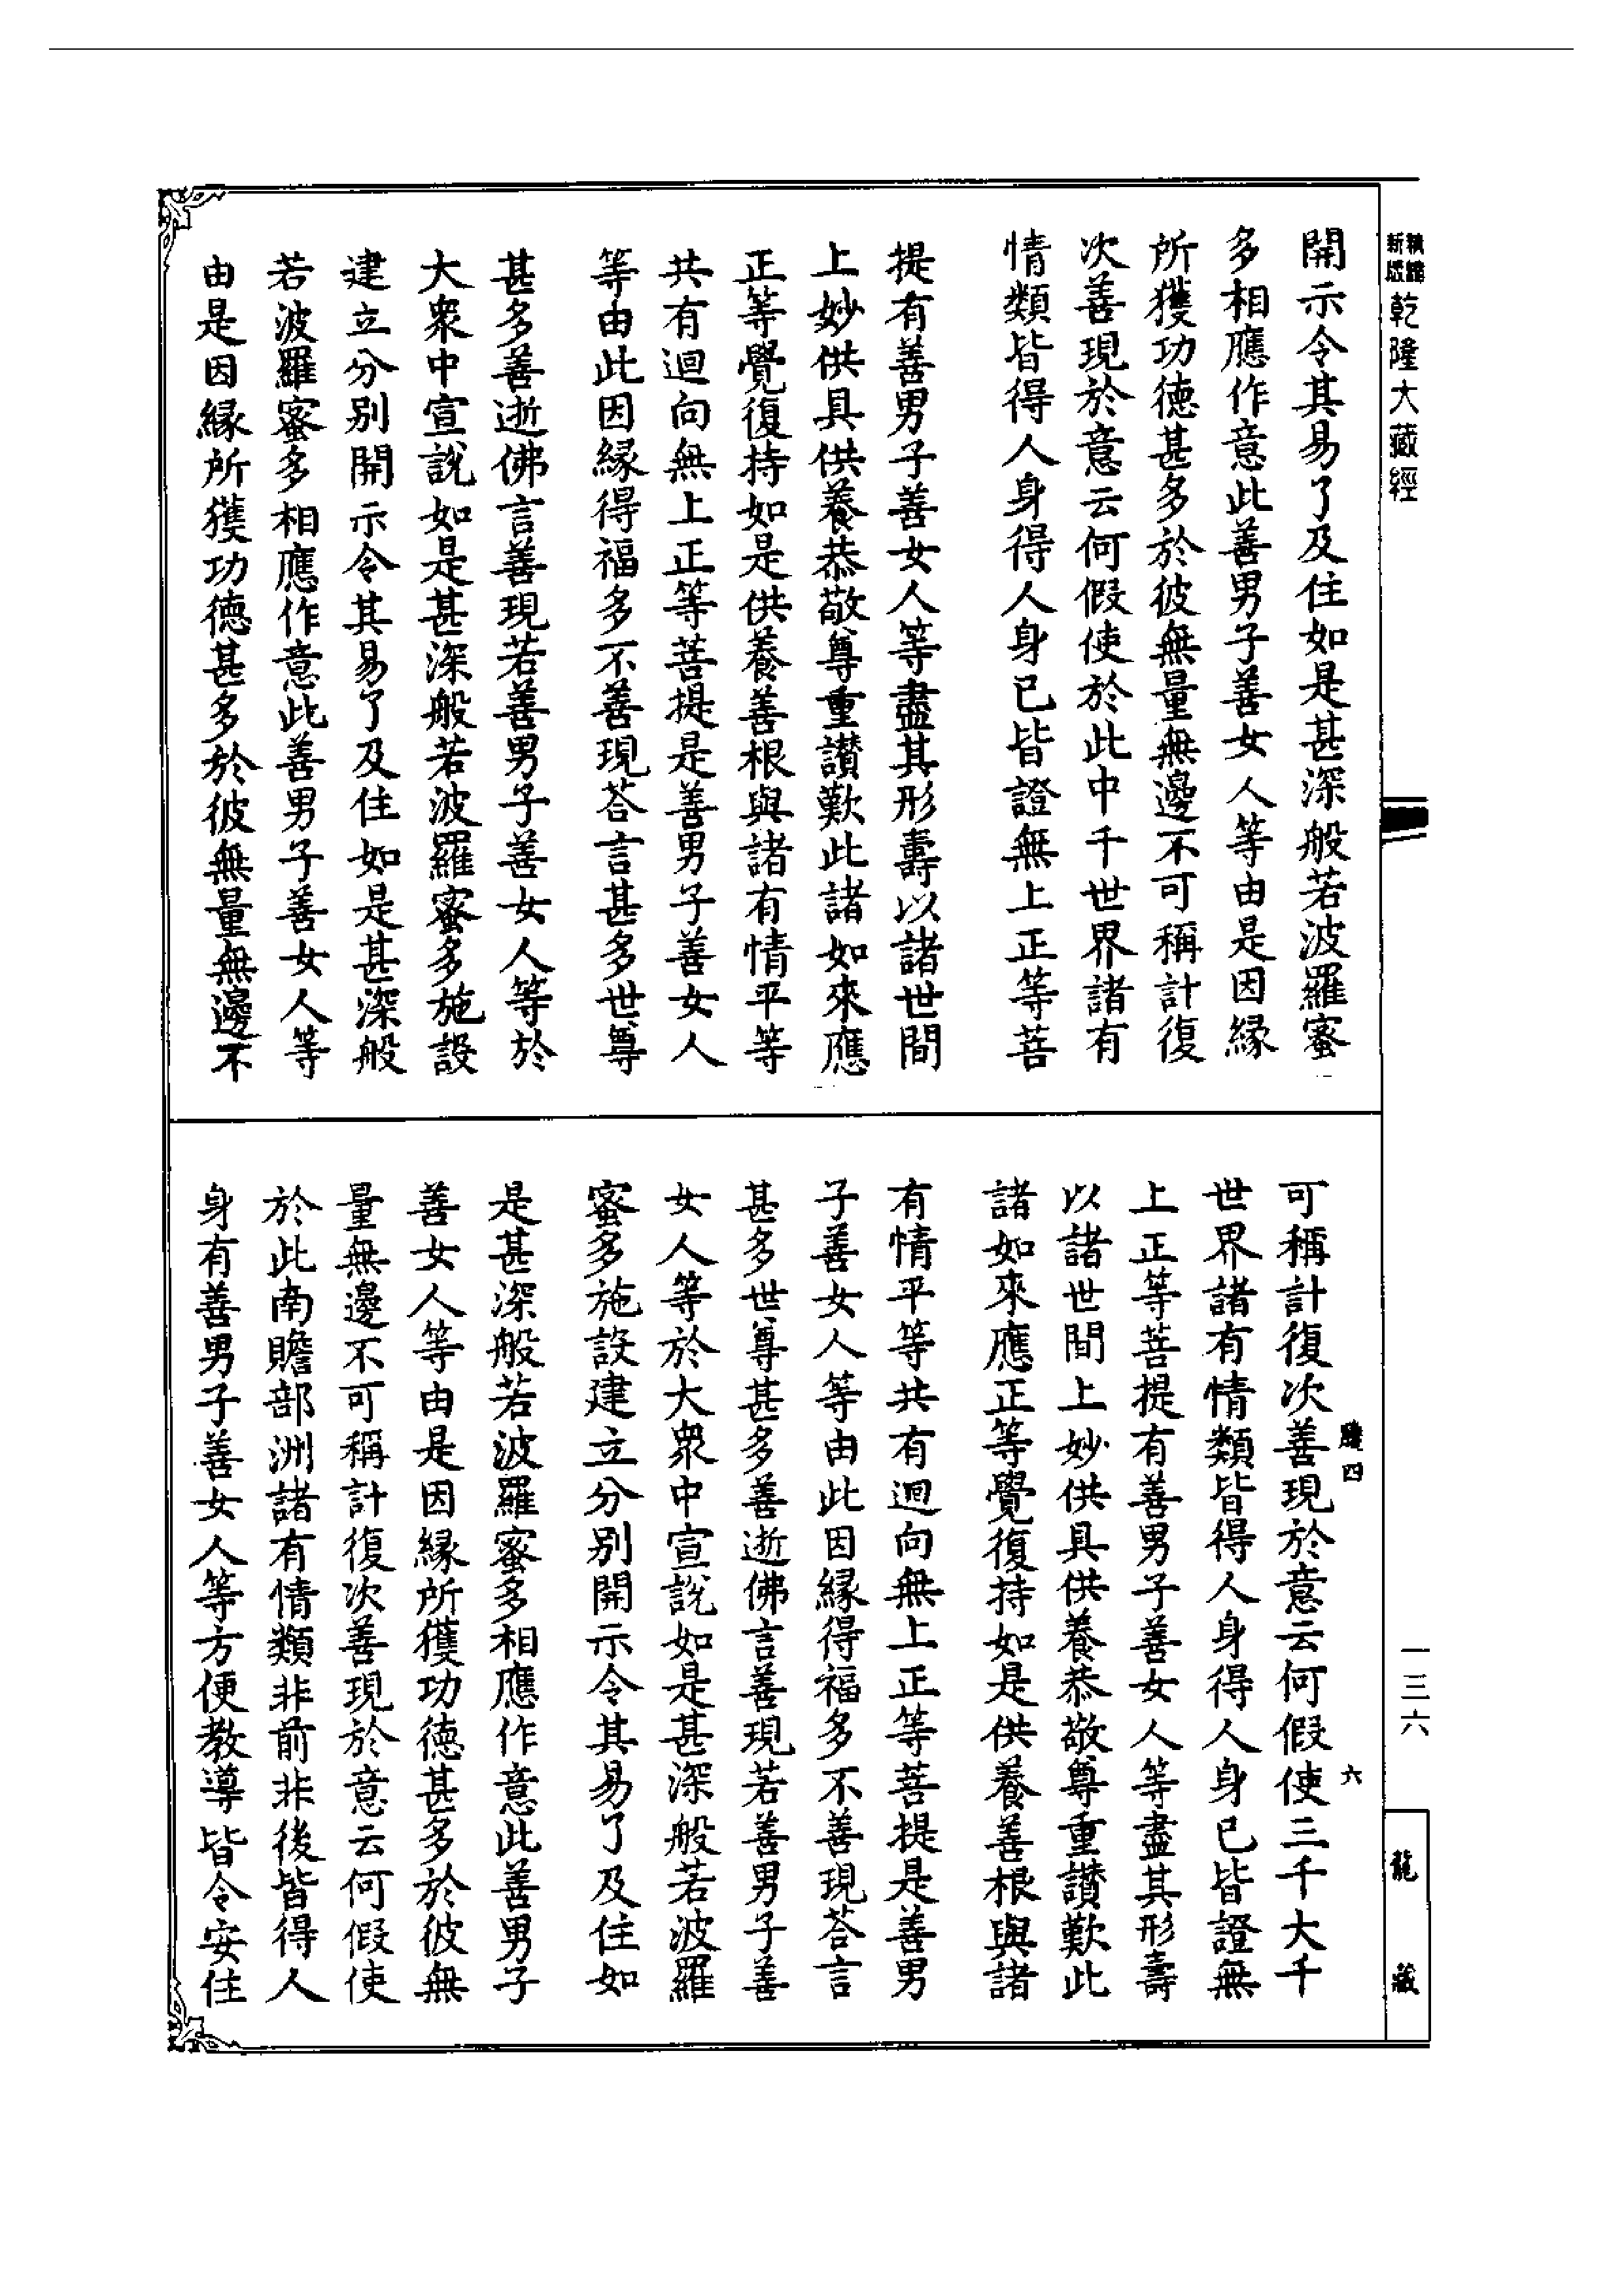 乾隆大藏經
開示令其易了及住如是甚深般若波羅蜜
多相應作意此善男子善女人等由是因緣
所獲功德甚多於彼無量無邊不可稱計復
次善現於意云何假使於此中千世界諸有
情類皆得人身得人身已皆證無上正等菩
提有善男子善女人等盡其形壽以諸世間
上妙供具供養恭敬尊重讚歎此諸如來應
正等覺復持如是供養善根與諸有情平等
共有迴向無上正等菩提是善男子善女人
等由此因緣得福多不善現荅言甚多世尊
甚多善逝佛言善現若善男子善女人等於
大衆中宣說如是甚深般若波羅蜜多施設
建立分別開示令其易了及住如是甚深般
若波羅蜜多相應作意此善男子善女人等
由是因緣所獲功德甚多於彼無量無邊不
可稱計復次善現於意云何假使三千大千
世界諸有情類皆得人身得人身已皆證無
上正等菩提有善男子善女人等盡其形壽
以諸世間上妙供具供養恭敬尊重讚歎此
諸如來應正等覺復持如是供養善根與諸
有情平等共有迴向無上正等菩提是善男
子善女人等由此因緣得福多不善現荅言
甚多世尊甚多善逝佛言善現若善男子善
女人等於大衆中宣說如是甚深般若波羅
蜜多施設建立分別開示令其易了及住如
是甚深般若波羅蜜多相應作意此善男子
善女人等由是因緣所獲功德甚多於彼無
量無邊不可稱計復次善現於意云何假使
於此南贍部洲諸有情類非前非後皆得人
身有善男子善女人等方便教導皆令安住
四
六
一三六
龍藏